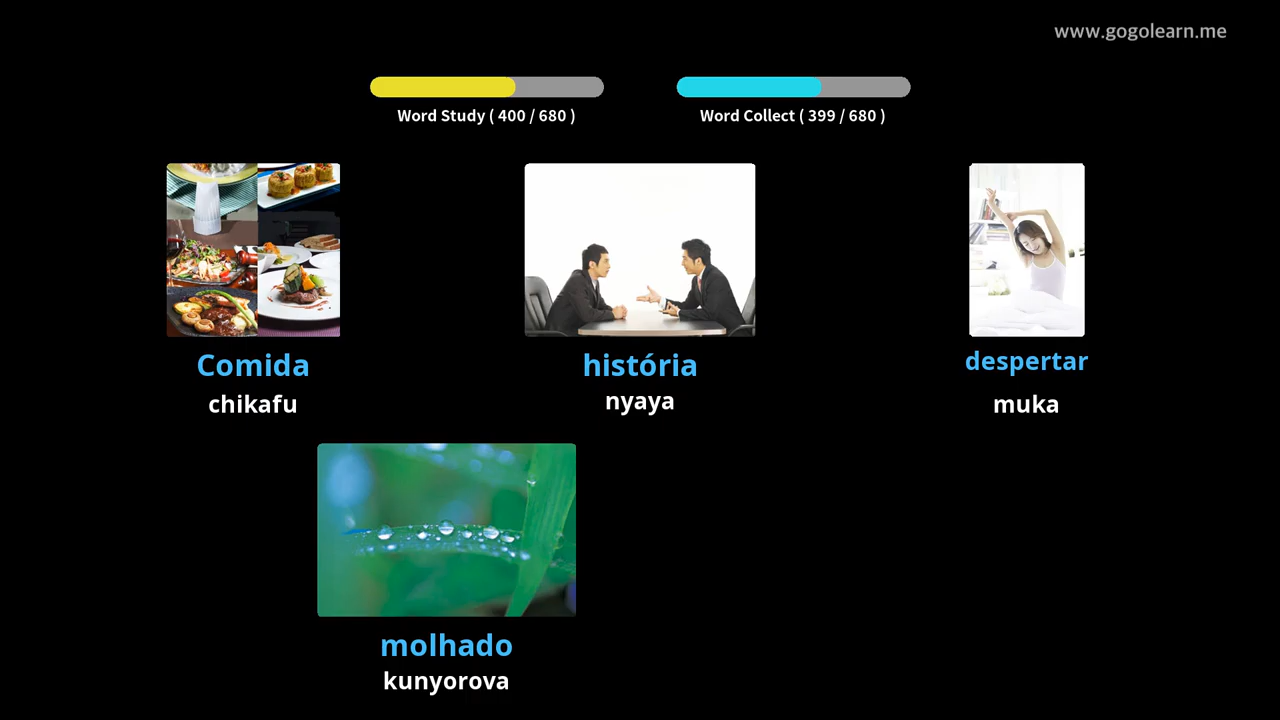 www.gogolearn.me
Word Study ( 400 / 680 )
Word Collect ( 399 / 680 )
Comida
chikafu
história
nyaya
despertar
muka
molhado
kunyorova